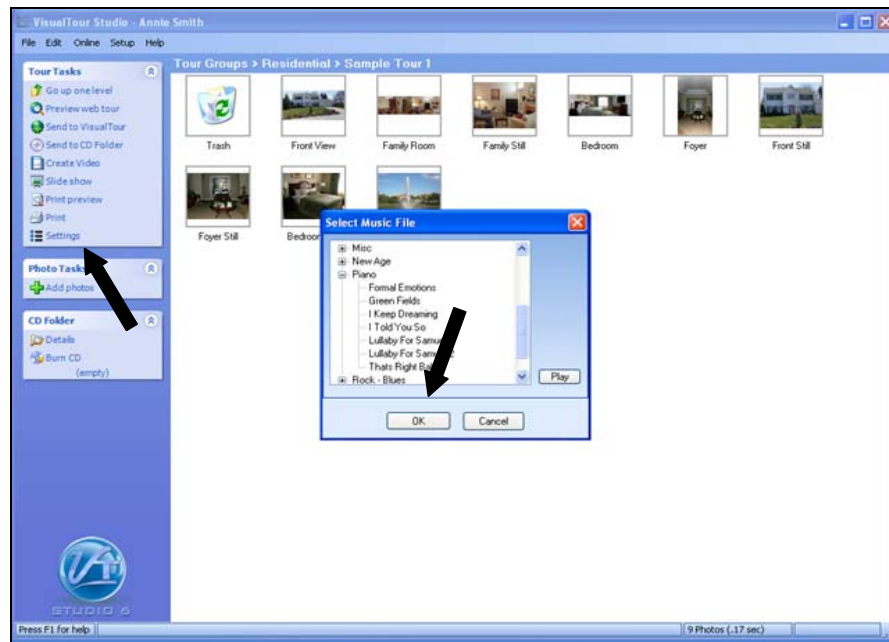 VisualTour Studio - Annie Smith
File Edit Online Setup Help
Tour Tasks
Go up one level
Preview web tour
Send to VisualTour
Send to CD Folder
Create Video
Slide show
Print preview
Print
Settings
Photo Tasks
Add photos
CD Folder
Details
Burn CD
(empty)
Tour Groups > Residential > Sample Tour 1
Trash Front View Family Room Family Still Bedroom Foyer Front Still
Foyer Still
Select Music File
Misc
New Age
Piano
Formal Emotions
Green Fields
I Keep Dreaming
I Told You So
Lullaby For
Lullaby For
Thats Right
Rock - Blues
Play
OK Cancel
STUDIO 6
Press F1 for help
9 Photos (.17 sec)